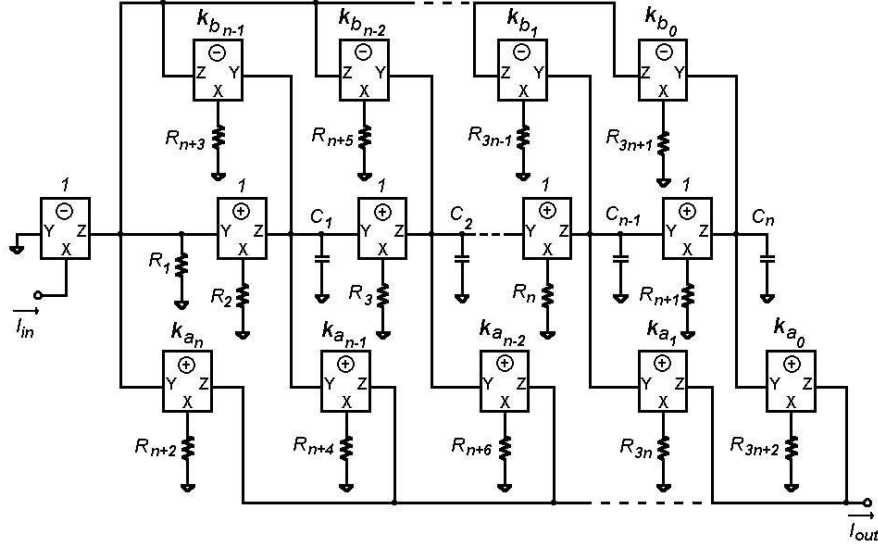 k_{b_{n-1}} k_{b_{n-2}} k_{b_1} k_{b_0}
− − − −
Z Y Z Y Z Y Z Y
X X X X
R_{n+3} R_{n+5} R_{3n-1} R_{3n+1}
1 1 1 1 1
− + + + +
C_1 C_2 C_{n-1} C_n
Y Z Y Z Y Z Y Z Y Z
X X X X X
R_1 R_2 R_3 R_n R_{n+1}
I_{in}
k_{a_n} k_{a_{n-1}} k_{a_{n-2}} k_{a_1} k_{a_0}
+ + + + +
Y Z Y Z Y Z Y Z Y Z
X X X X X
R_{n+2} R_{n+4} R_{n+6} R_{3n} R_{3n+2}
I_{out}